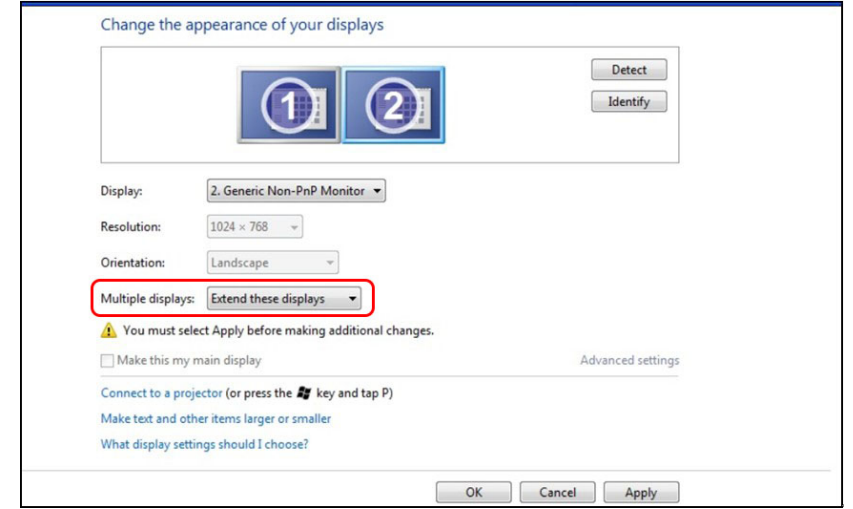 Change the appearance of your displays
1 2
Detect
Identify
Display: 2. Generic Non-PnP Monitor
Resolution: 1024 × 768
Orientation: Landscape
Multiple displays: Extend these displays
You must select Apply before making additional changes.
Make this my main display Advanced settings
Connect to a projector (or press the key and tap P)
Make text and other items larger or smaller
What display settings should I choose?
OK Cancel Apply